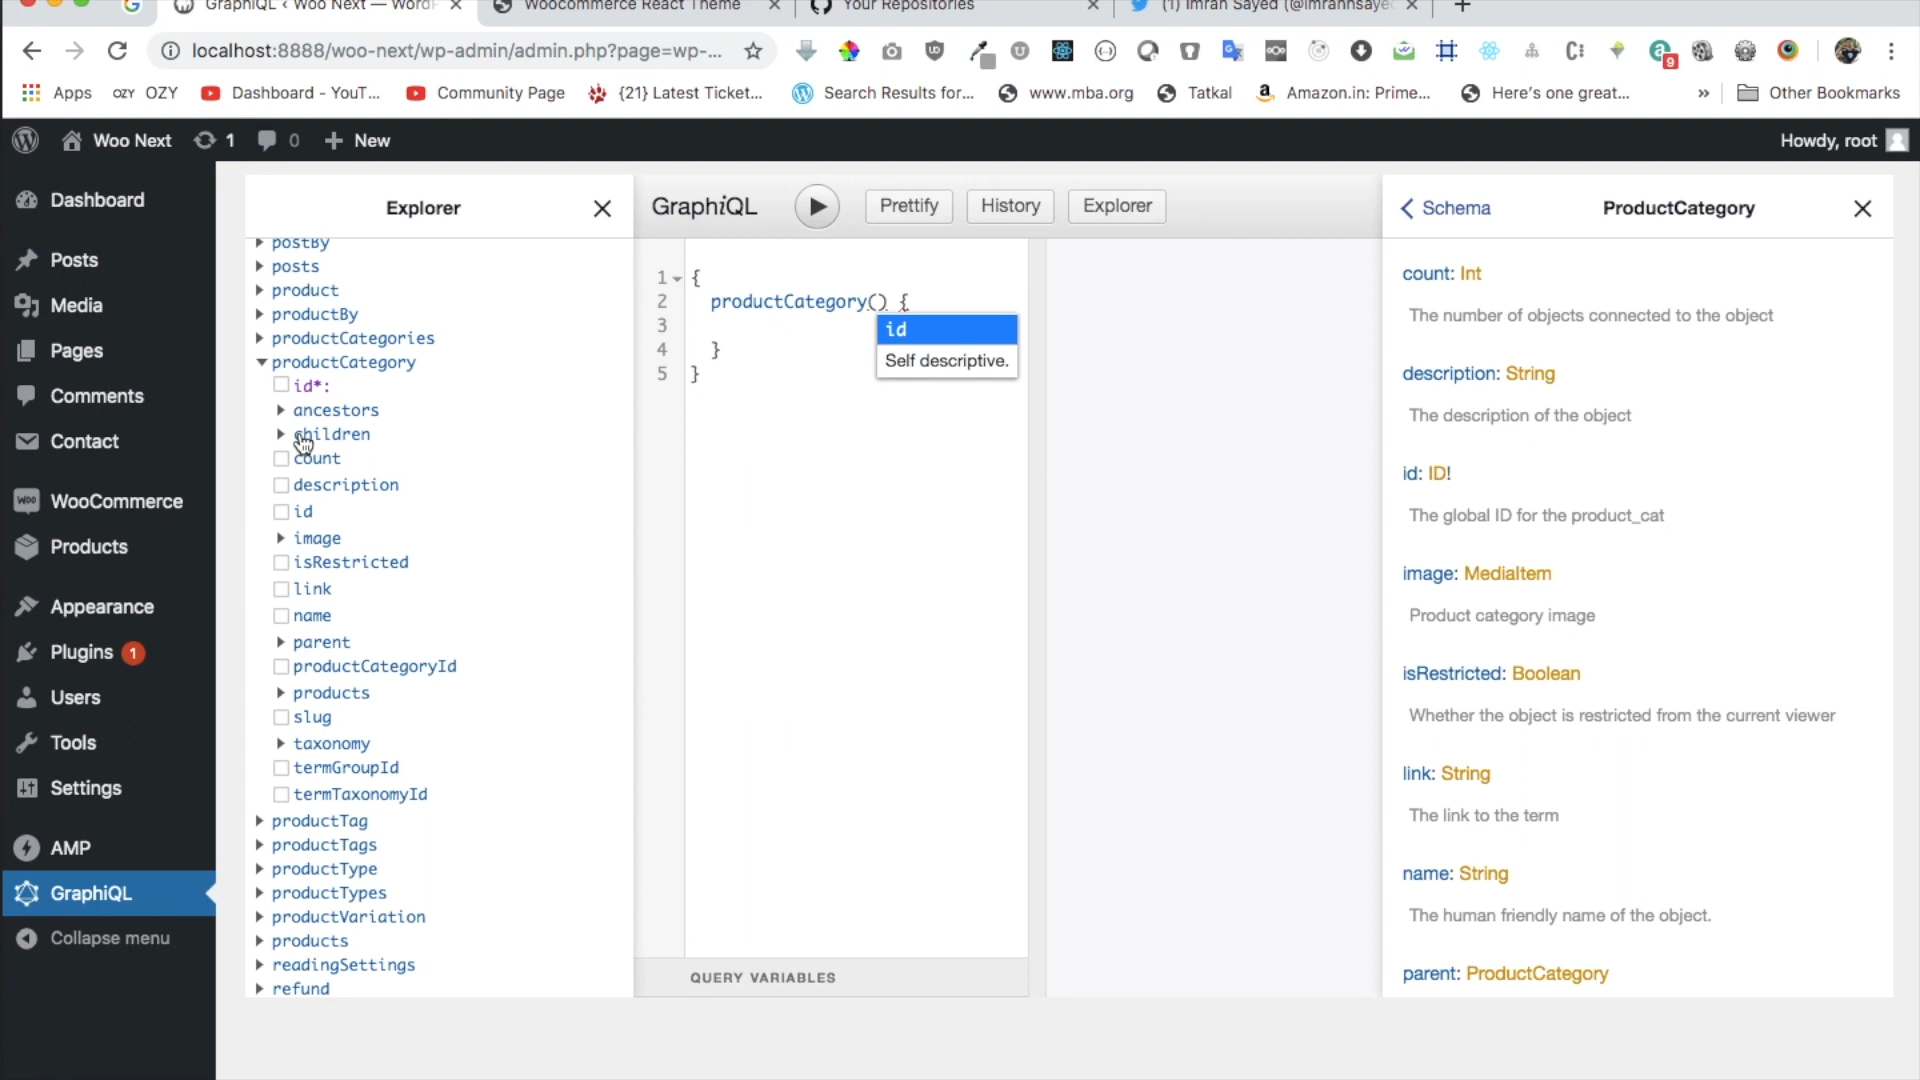 GraphiQL ‹ Woo Next — WordP
Woocommerce React Theme
Your Repositories
(1) Imran Sayed (@imranhsaye
localhost:8888/woo-next/wp-admin/admin.php?page=wp-...
9
Apps
OZY OZY
Dashboard - YouT...
Community Page
{21} Latest Ticket...
Search Results for...
www.mba.org
Tatkal
Amazon.in: Prime...
Here's one great...
»
Other Bookmarks
Woo Next
1
0
New
Howdy, root
Dashboard
Posts
Media
Pages
Comments
Contact
WooCommerce
Products
Appearance
Plugins 1
Users
Tools
Settings
AMP
GraphiQL
Collapse menu
Explorer
postBy
posts
product
productBy
productCategories
productCategory
id*:
ancestors
children
count
description
id
image
isRestricted
link
name
parent
productCategoryId
products
slug
taxonomy
termGroupId
termTaxonomyId
productTag
productTags
productType
productTypes
productVariation
products
readingSettings
refund
GraphiQL
Prettify
History
Explorer
1 {
2 productCategory() {
3
4 }
5 }
id
Self descriptive.
QUERY VARIABLES
Schema
ProductCategory
count: Int
The number of objects connected to the object
description: String
The description of the object
id: ID!
The global ID for the product_cat
image: MediaItem
Product category image
isRestricted: Boolean
Whether the object is restricted from the current viewer
link: String
The link to the term
name: String
The human friendly name of the object.
parent: ProductCategory